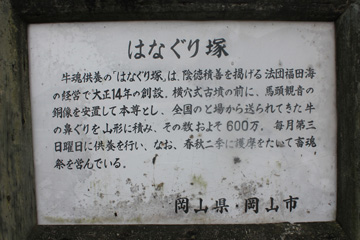 はなぐり塚
牛魂供養の「はなぐり塚」は、陰徳積善を揚げる法団福田海
の経営で大正14年の創設、横穴式古墳の前に、馬頭観音の
銅像を安置して本尊とし、全国のと場から送られてきた牛
の鼻ぐりを山形に積み、その数およそ600万。毎月第三
日曜日に供養を行い、なお、春秋二季に護摩をたいて畜魂
祭を営んでいる。
岡山県・岡山市